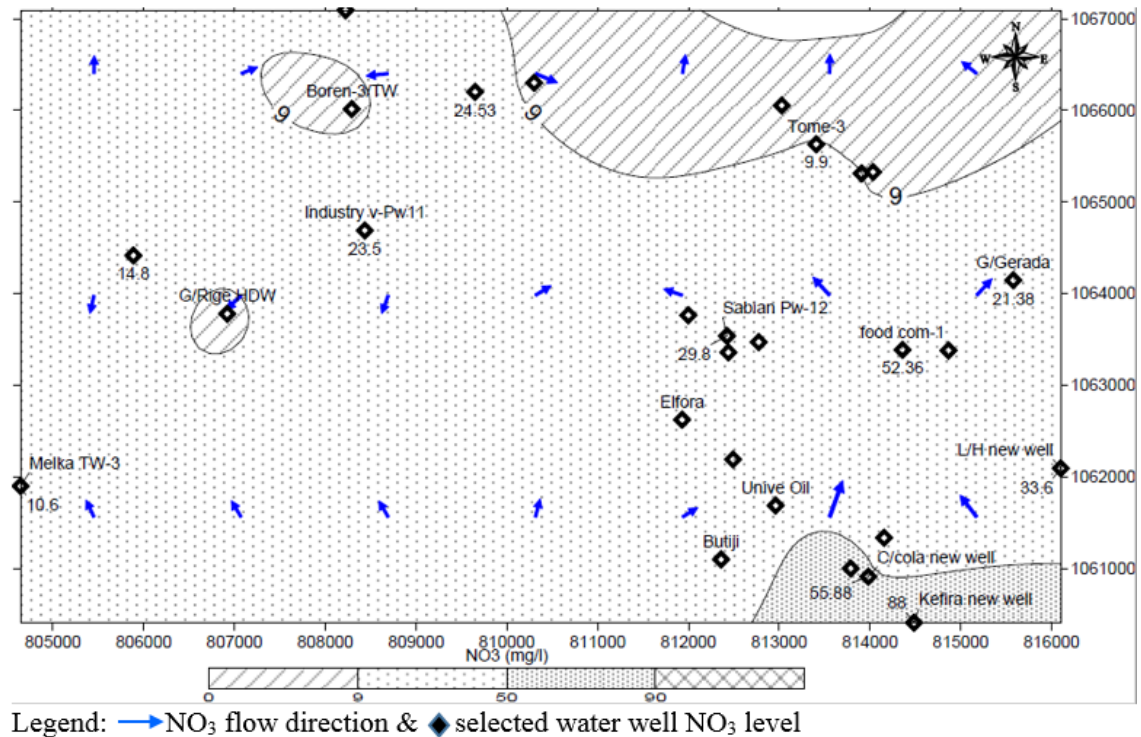 1067000
N
W E
S
Boren-3/TW
9
24.53
9
1066000
Tome-3
9.9
1065000
9
Industry v-Pw11
23.5
14.8
G/Gerada
21.38
1064000
G/Rige HDW
Sabian Pw-12
29.8
food com-1
52.36
1063000
Elfora
L/H new well
33.6
1062000
Melka TW-3
10.6
Unive Oil
Butiji
C/cola new well
55.88
1061000
88
Kefira new well
805000 806000 807000 808000 809000 810000 811000 812000 813000 814000 815000 816000
NO3 (mg/l)
0 9 50 90
Legend: NO₃ flow direction & selected water well NO₃ level